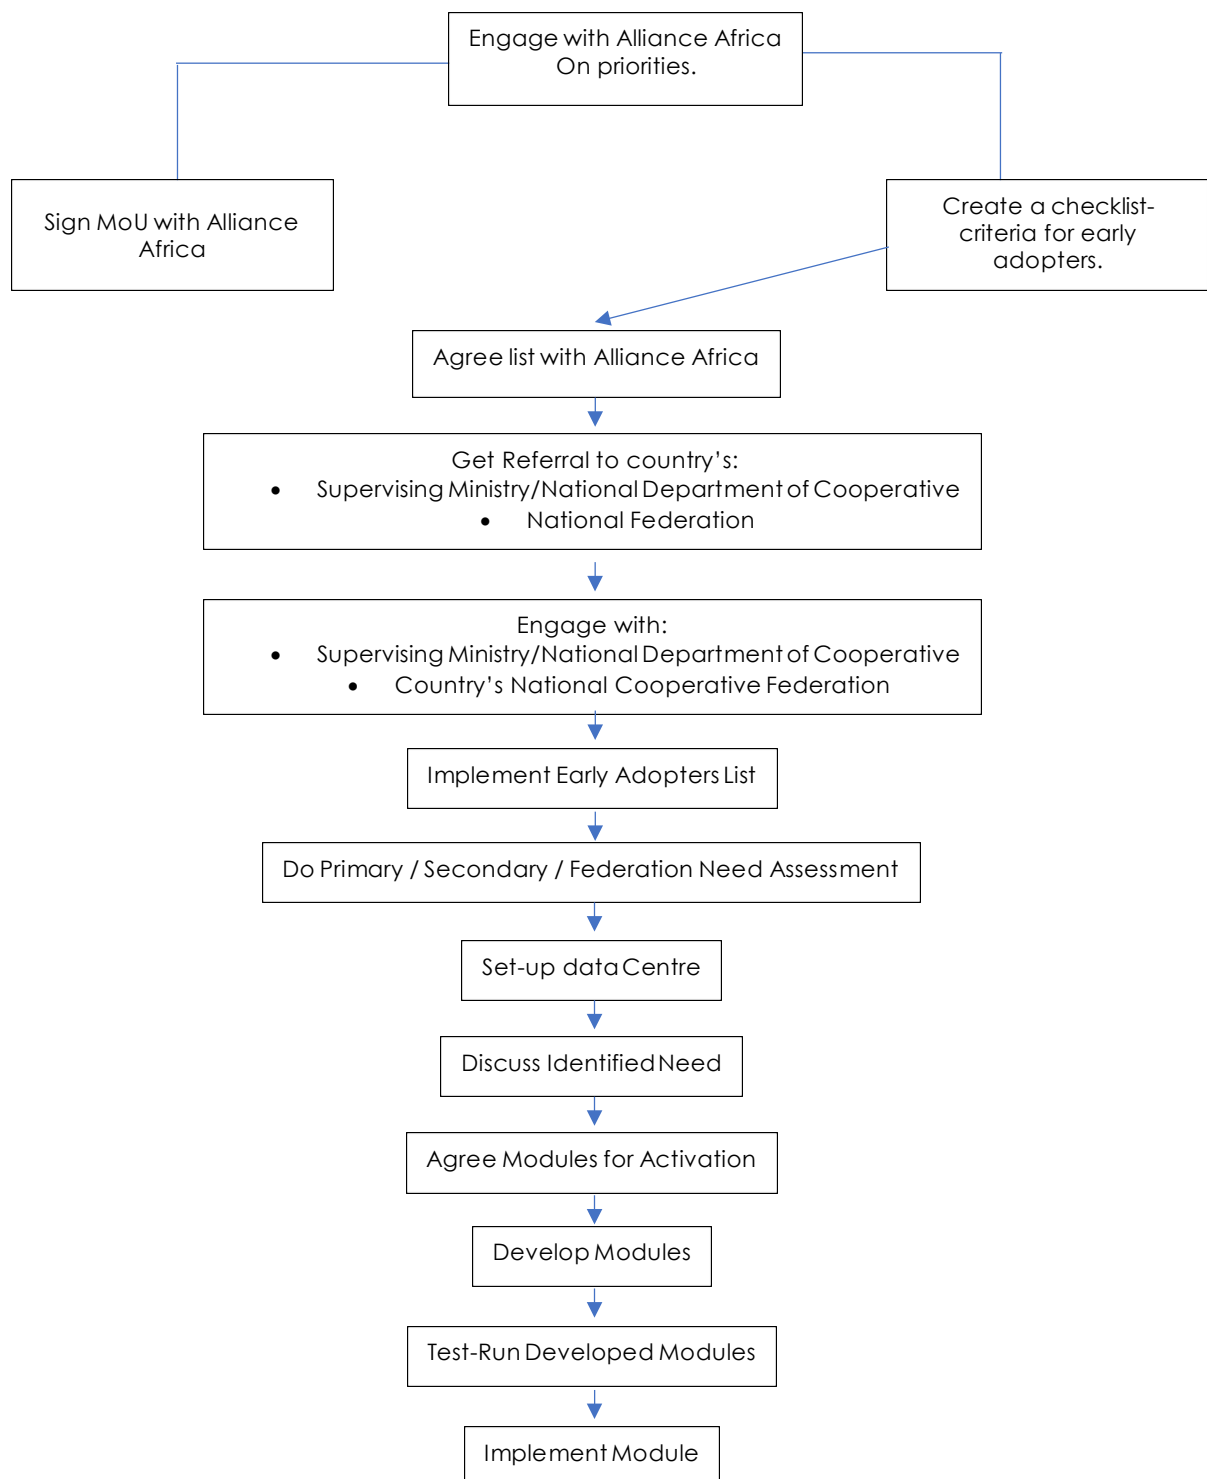 Engage with Alliance Africa
On priorities.
Sign MoU with Alliance
Africa
Create a checklist-
criteria for early
adopters.
Agree list with Alliance Africa
Get Referral to country’s:
• Supervising Ministry/National Department of Cooperative
• National Federation
Engage with:
• Supervising Ministry/National Department of Cooperative
• Country’s National Cooperative Federation
Implement Early Adopters List
Do Primary / Secondary / Federation Need Assessment
Set-up data Centre
Discuss Identified Need
Agree Modules for Activation
Develop Modules
Test-Run Developed Modules
Implement Module